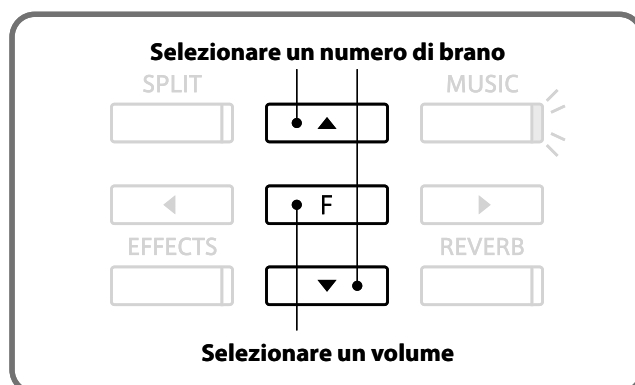 Selezionare un numero di brano
SPLIT
MUSIC
F
EFFECTS
REVERB
Selezionare un volume